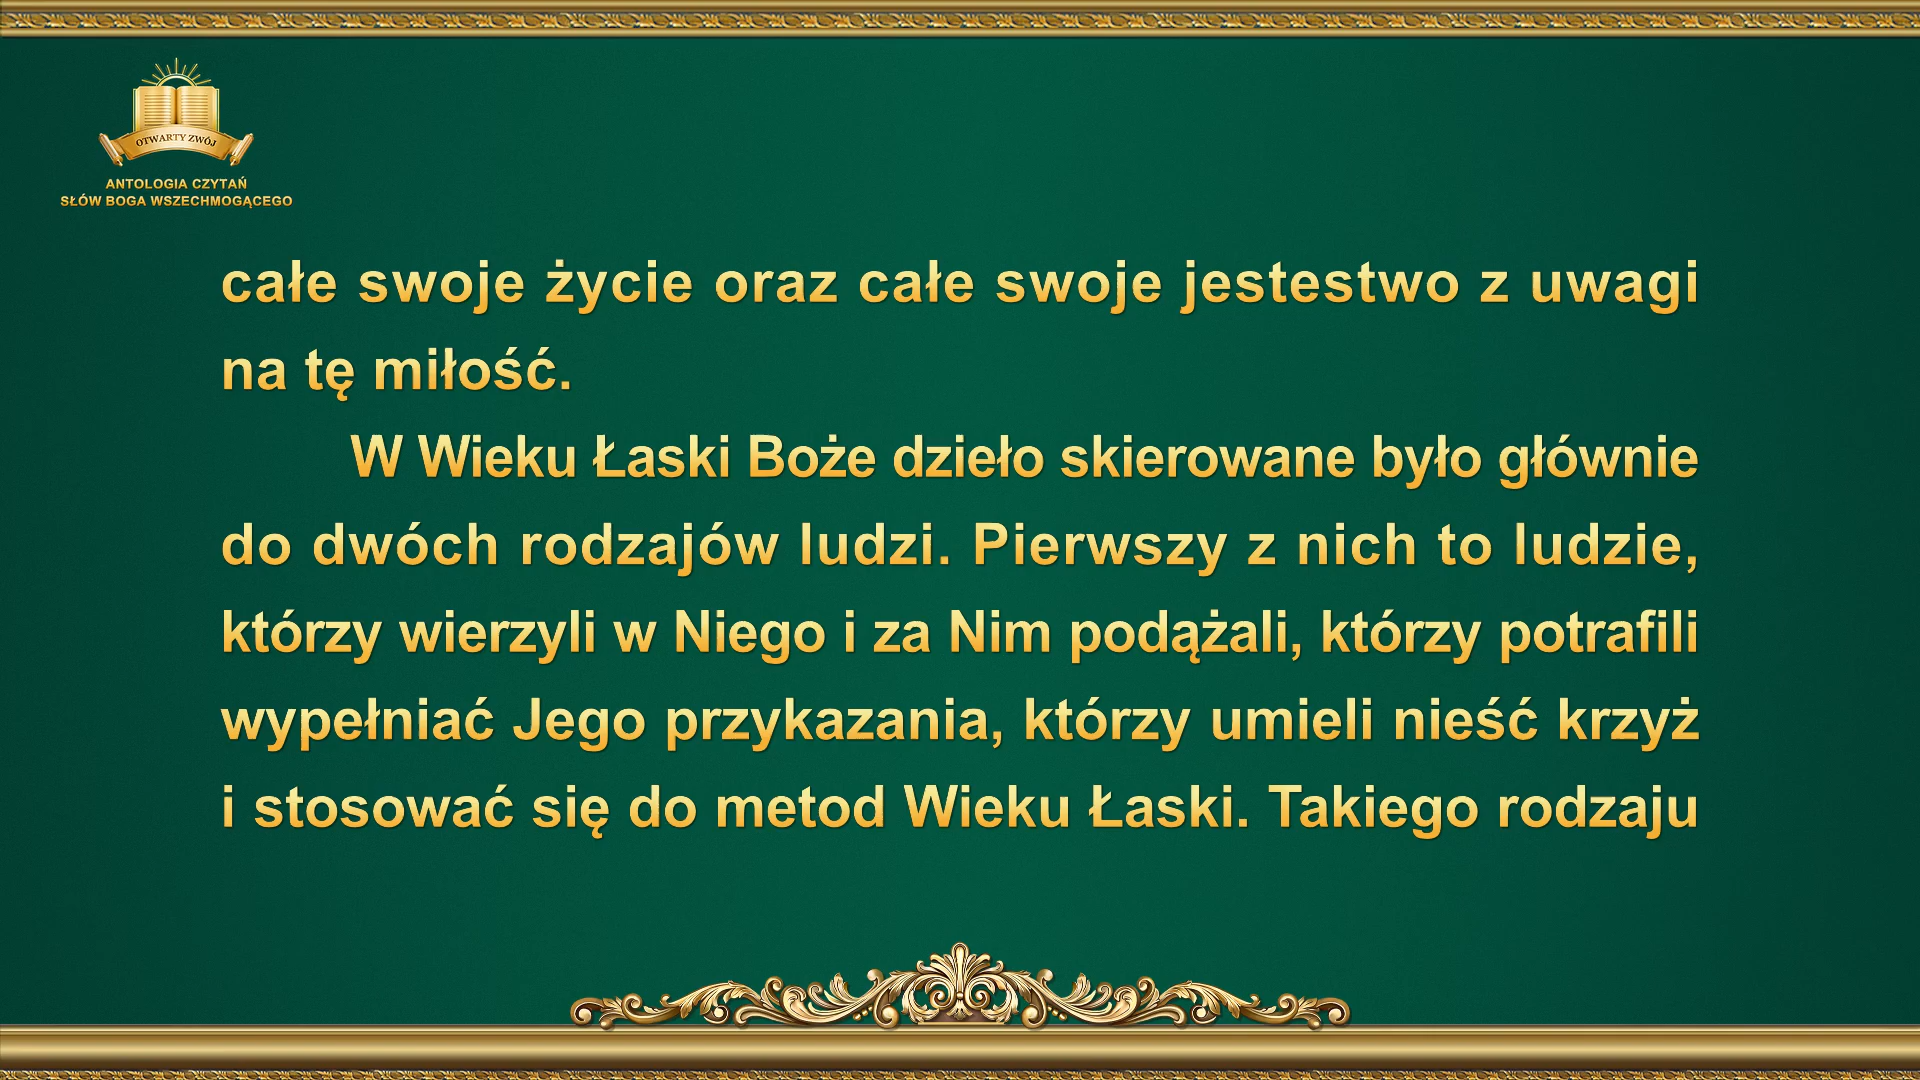 OTWARTY ZWÓJ
ANTOLOGIA CZYTAŃ
SŁÓW BOGA WSZECHMOGĄCEGO
całe swoje życie oraz całe swoje jestestwo z uwagi
na tę miłość.
W Wieku Łaski Boże dzieło skierowane było głównie
do dwóch rodzajów ludzi. Pierwszy z nich to ludzie,
którzy wierzyli w Niego i za Nim podążali, którzy potrafili
wypełniać Jego przykazania, którzy umieli nieść krzyż
i stosować się do metod Wieku Łaski. Takiego rodzaju